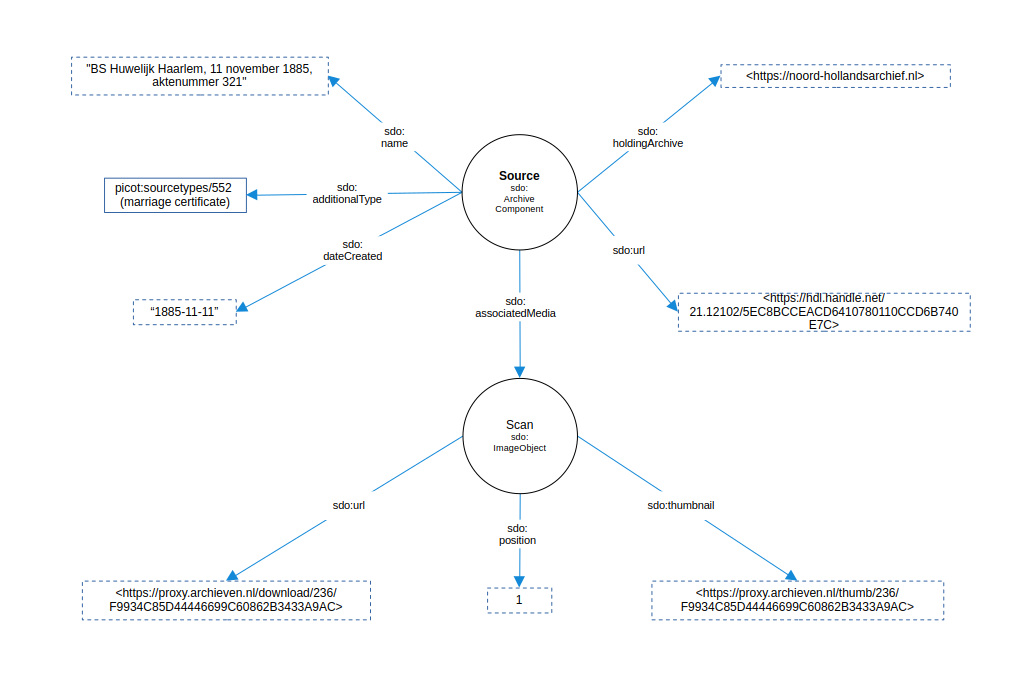 "BS Huwelijk Haarlem, 11 november 1885,
aktenummer 321"
<https://noord-hollandsarchief.nl>
sdo:
name
sdo:
holdingArchive
Source
sdo:
Archive
Component
picot:sourcetypes/552
(marriage certificate)
sdo:
additionalType
sdo:
dateCreated
sdo:url
“1885-11-11”
sdo:
associatedMedia
<https://hdl.handle.net/
21.12102/5EC8BCCEACD6410780110CCD6B740
E7C>
Scan
sdo:
ImageObject
sdo:url
sdo:thumbnail
sdo:
position
<https://proxy.archieven.nl/download/236/
F9934C85D44446699C60862B3433A9AC>
1
<https://proxy.archieven.nl/thumb/236/
F9934C85D44446699C60862B3433A9AC>